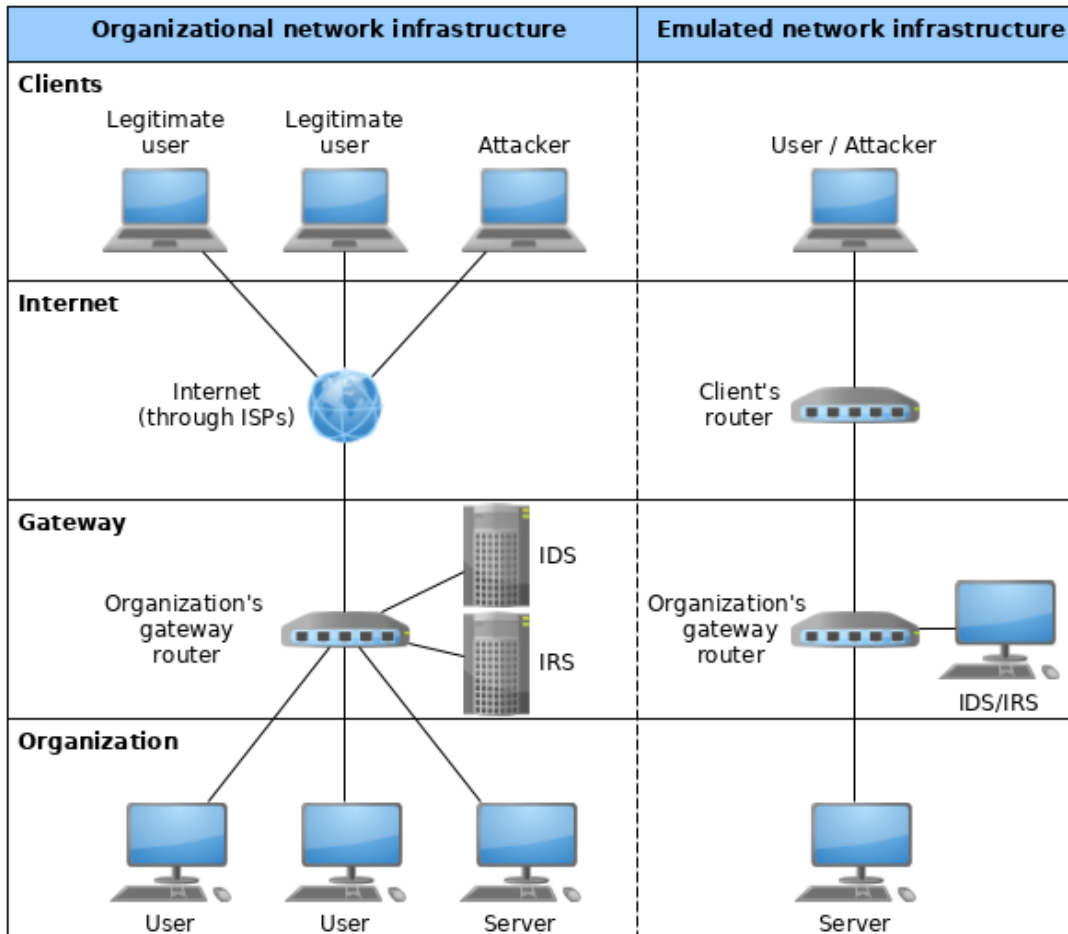 Organizational network infrastructure
Emulated network infrastructure
Clients
Legitimate
user
Legitimate
user
Attacker
User / Attacker
Internet
Internet
(through ISPs)
Client's
router
Gateway
IDS
Organization's
gateway
router
IRS
Organization's
gateway
router
IDS/IRS
Organization
User
User
Server
Server